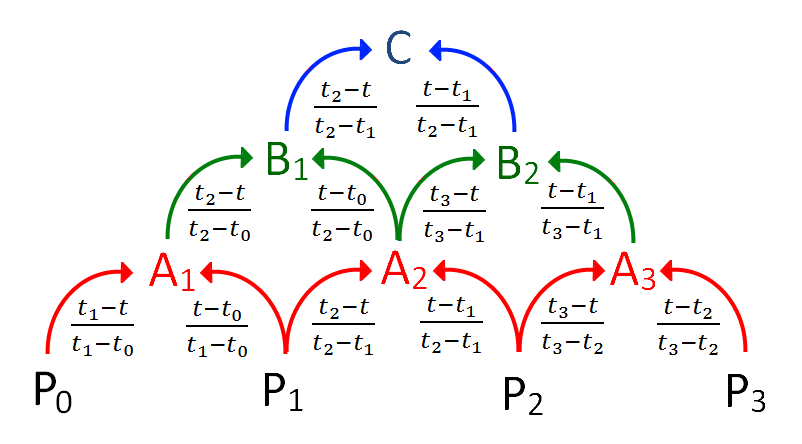 C
t₂−t / t₂−t₁ t−t₁ / t₂−t₁
B₁ B₂
t₂−t / t₂−t₀ t−t₀ / t₂−t₀ t₃−t / t₃−t₁ t−t₁ / t₃−t₁
A₁ A₂ A₃
t₁−t / t₁−t₀ t−t₀ / t₁−t₀ t₂−t / t₂−t₁ t−t₁ / t₂−t₁ t₃−t / t₃−t₂ t−t₂ / t₃−t₂
P₀ P₁ P₂ P₃